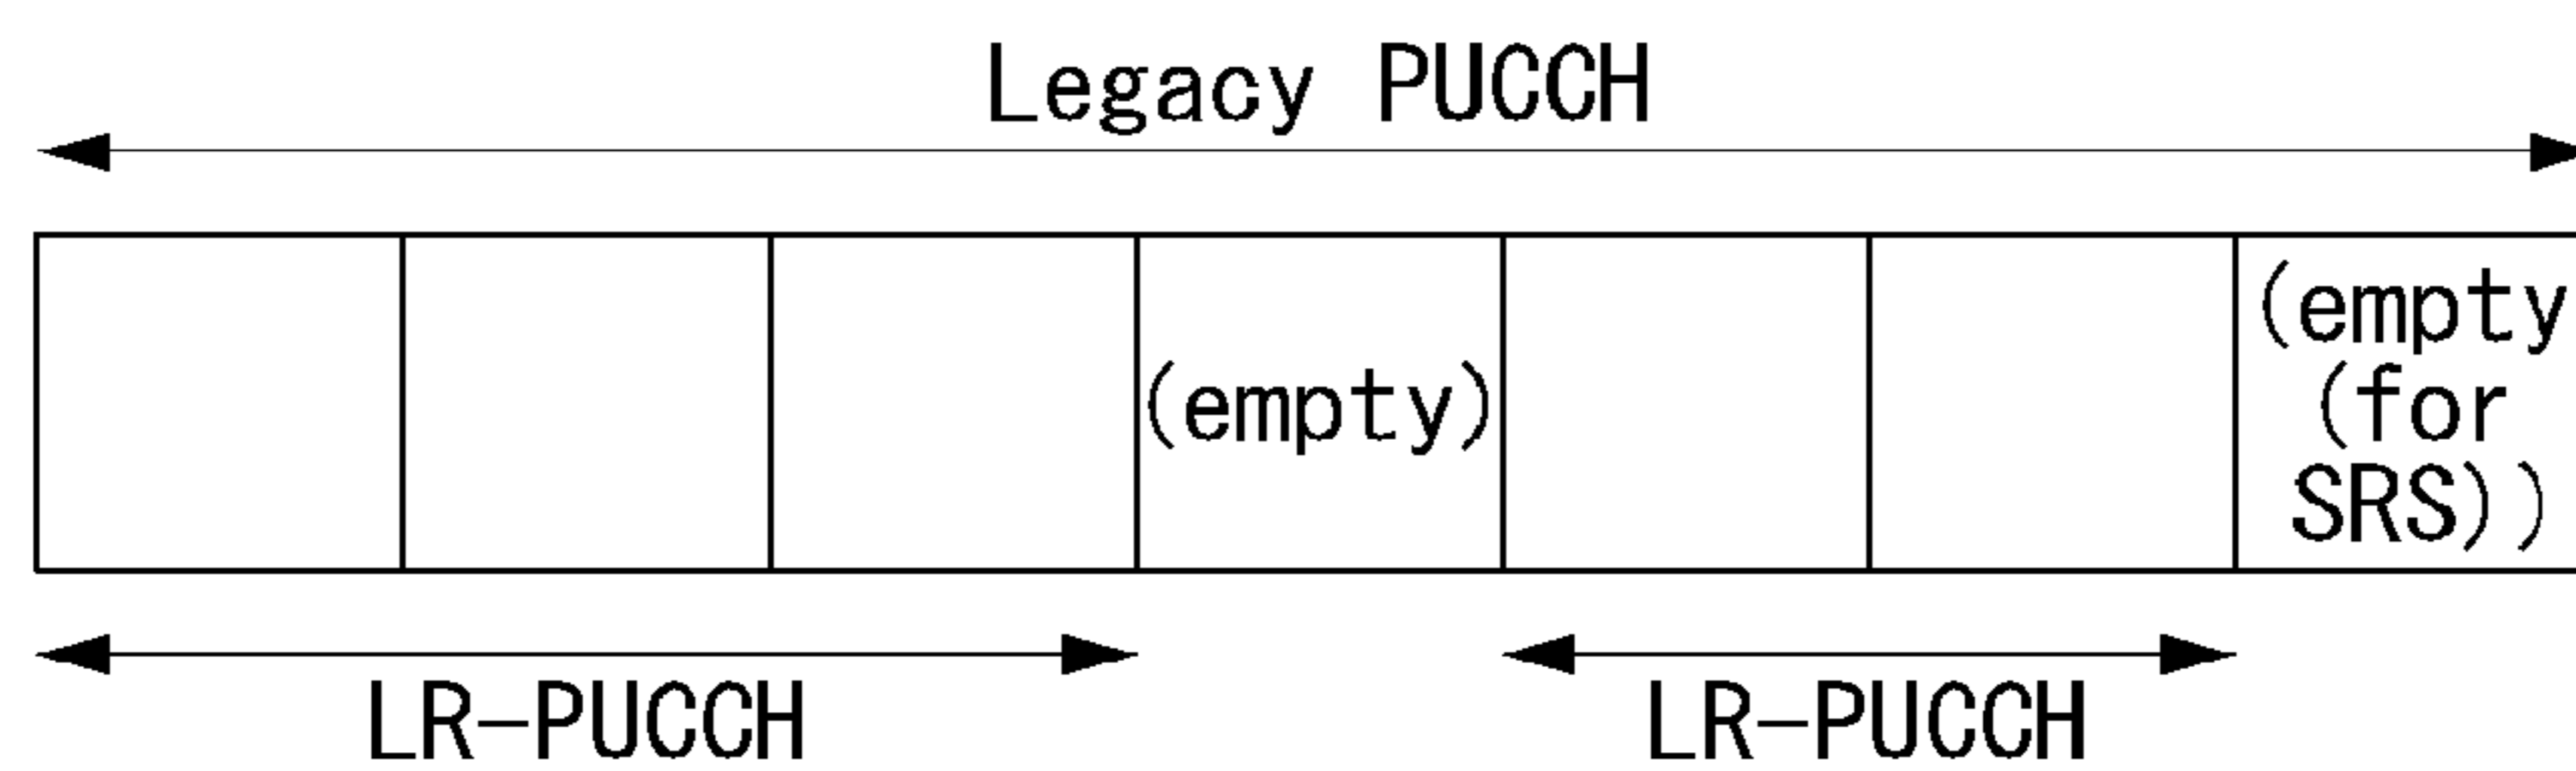 Legacy PUCCH
(empty)
(empty
(for
SRS))
LR-PUCCH
LR-PUCCH